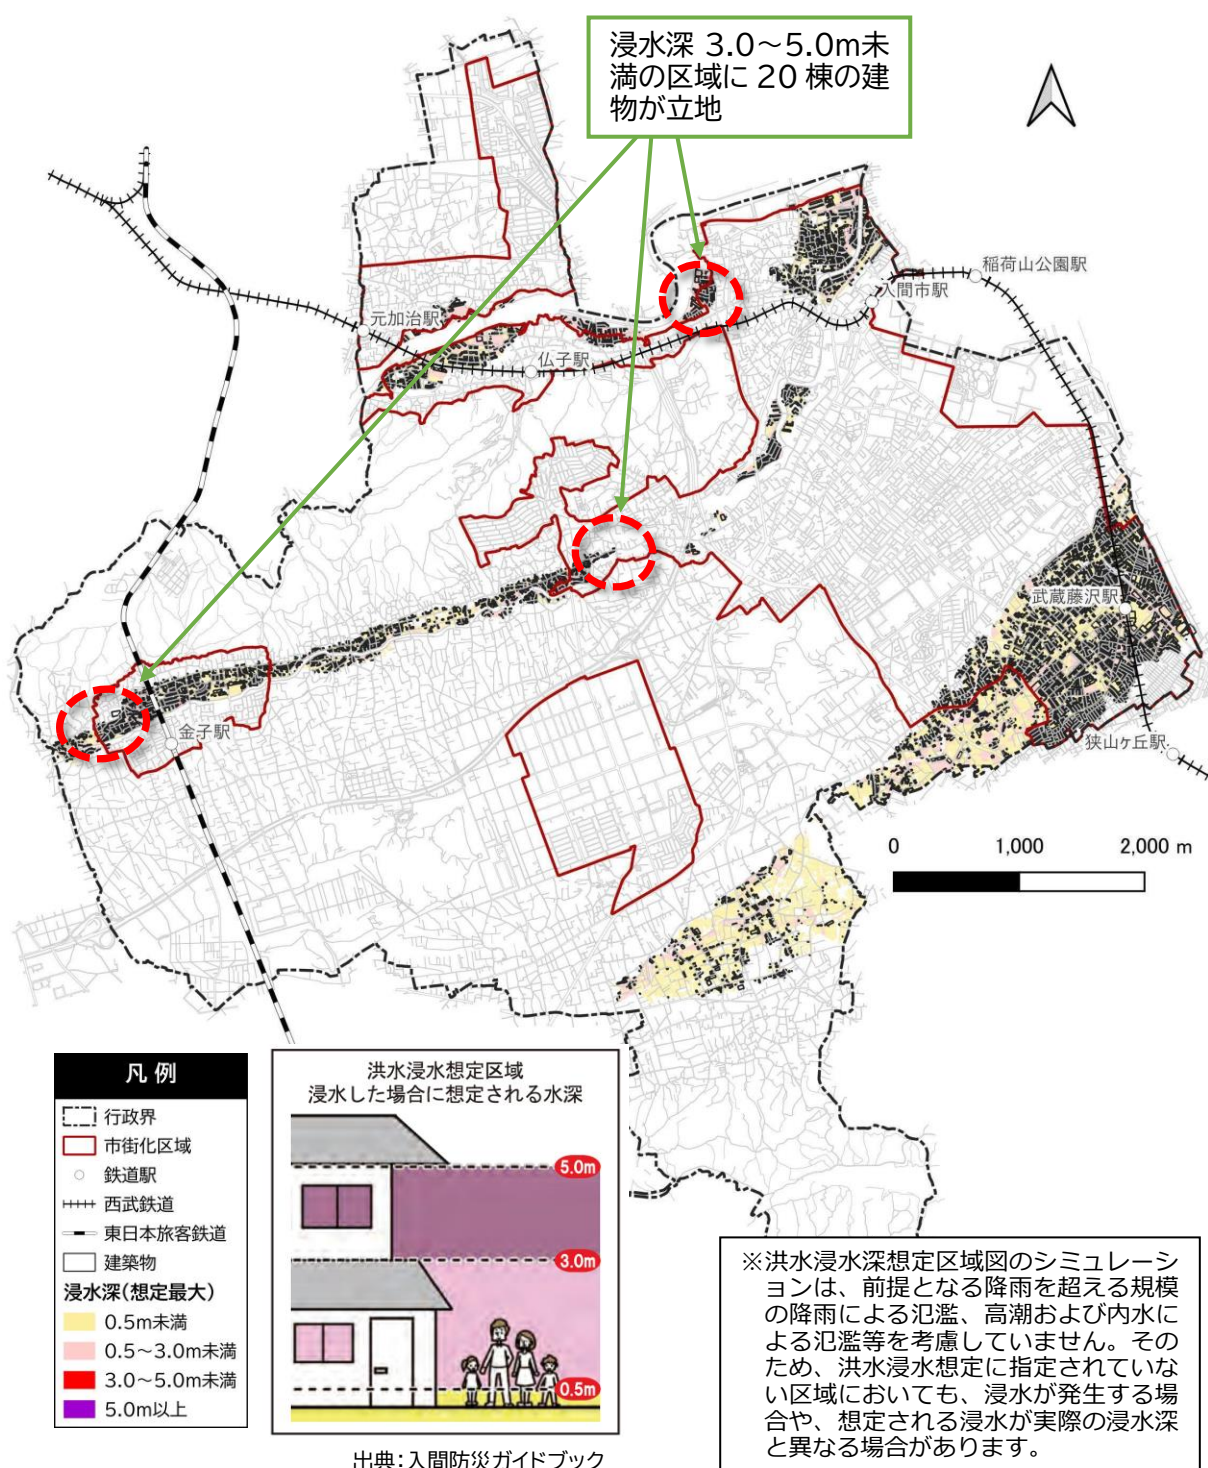 浸水深 3.0～5.0m未
満の区域に 20 棟の建
物が立地
稲荷山公園駅
入間市駅
元加治駅
仏子駅
武蔵藤沢駅
金子駅
狭山ヶ丘駅
0 1,000 2,000 m
凡 例
行政界
市街化区域
鉄道駅
西武鉄道
東日本旅客鉄道
建築物
浸水深(想定最大)
0.5m未満
0.5～3.0m未満
3.0～5.0m未満
5.0m以上
洪水浸水想定区域
浸水した場合に想定される水深
5.0m
3.0m
0.5m
出典:入間防災ガイドブック
※洪水浸水深想定区域図のシミュレーシ
ョンは、前提となる降雨を超える規模
の降雨による氾濫、高潮および内水に
よる氾濫等を考慮していません。その
ため、洪水浸水想定に指定されていな
い区域においても、浸水が発生する場
合や、想定される浸水が実際の浸水深
と異なる場合があります。